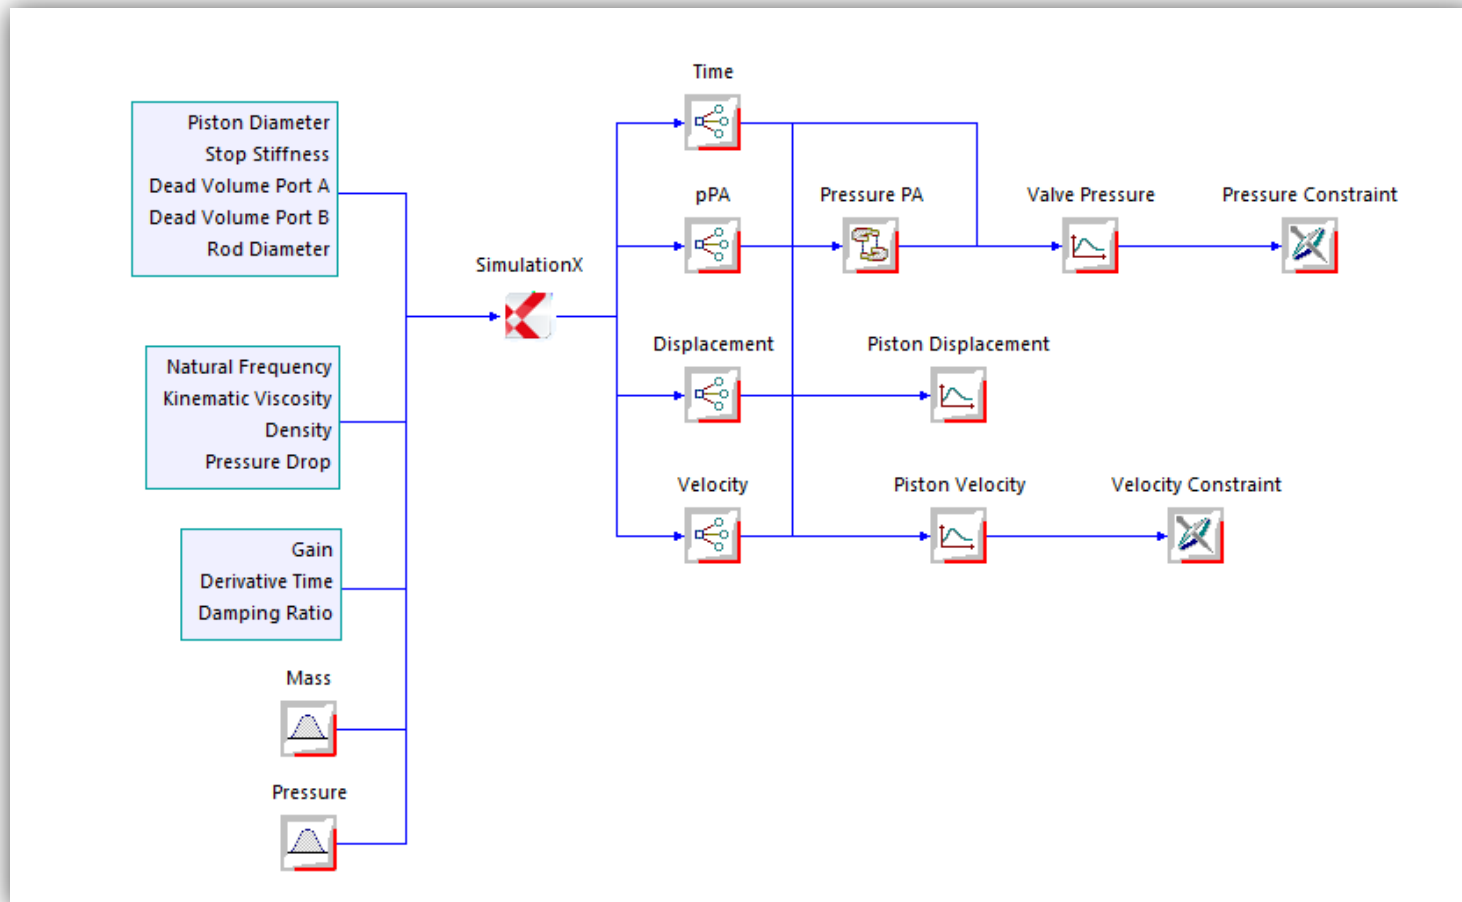 Time
Piston Diameter
Stop Stiffness
Dead Volume Port A
Dead Volume Port B
Rod Diameter
pPA
Pressure PA
Valve Pressure
Pressure Constraint
SimulationX
Displacement
Piston Displacement
Natural Frequency
Kinematic Viscosity
Density
Pressure Drop
Velocity
Piston Velocity
Velocity Constraint
Gain
Derivative Time
Damping Ratio
Mass
Pressure